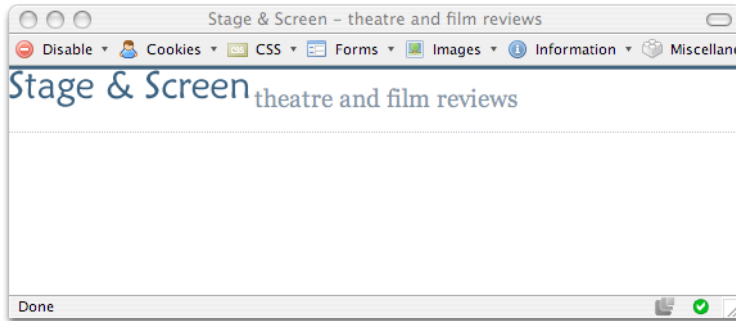 Stage & Screen – theatre and film reviews
Disable Cookies CSS Forms Images Information Miscellane
Stage & Screen theatre and film reviews
Done